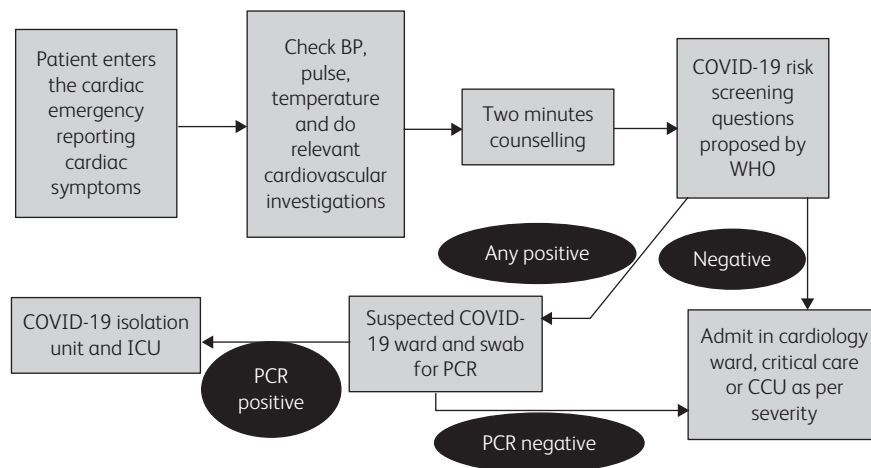 Patient enters
the cardiac
emergency
reporting
cardiac
symptoms
Check BP,
pulse,
temperature
and do
relevant
cardiovascular
investigations
Two minutes
counselling
COVID-19 risk
screening
questions
proposed by
WHO
Any positive
Negative
COVID-19 isolation
unit and ICU
PCR
positive
Suspected COVID-
19 ward and swab
for PCR
Admit in cardiology
ward, critical care
or CCU as per
severity
PCR negative